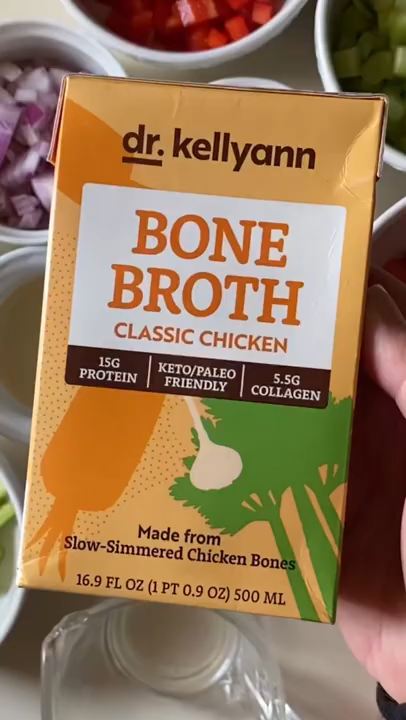 dr. kellyann
BONE
BROTH
CLASSIC CHICKEN
15G
PROTEIN
KETO/PALEO
FRIENDLY
5.5G
COLLAGEN
Made from
Slow-Simmered Chicken Bones
16.9 FL OZ (1 PT 0.9 OZ) 500 ML